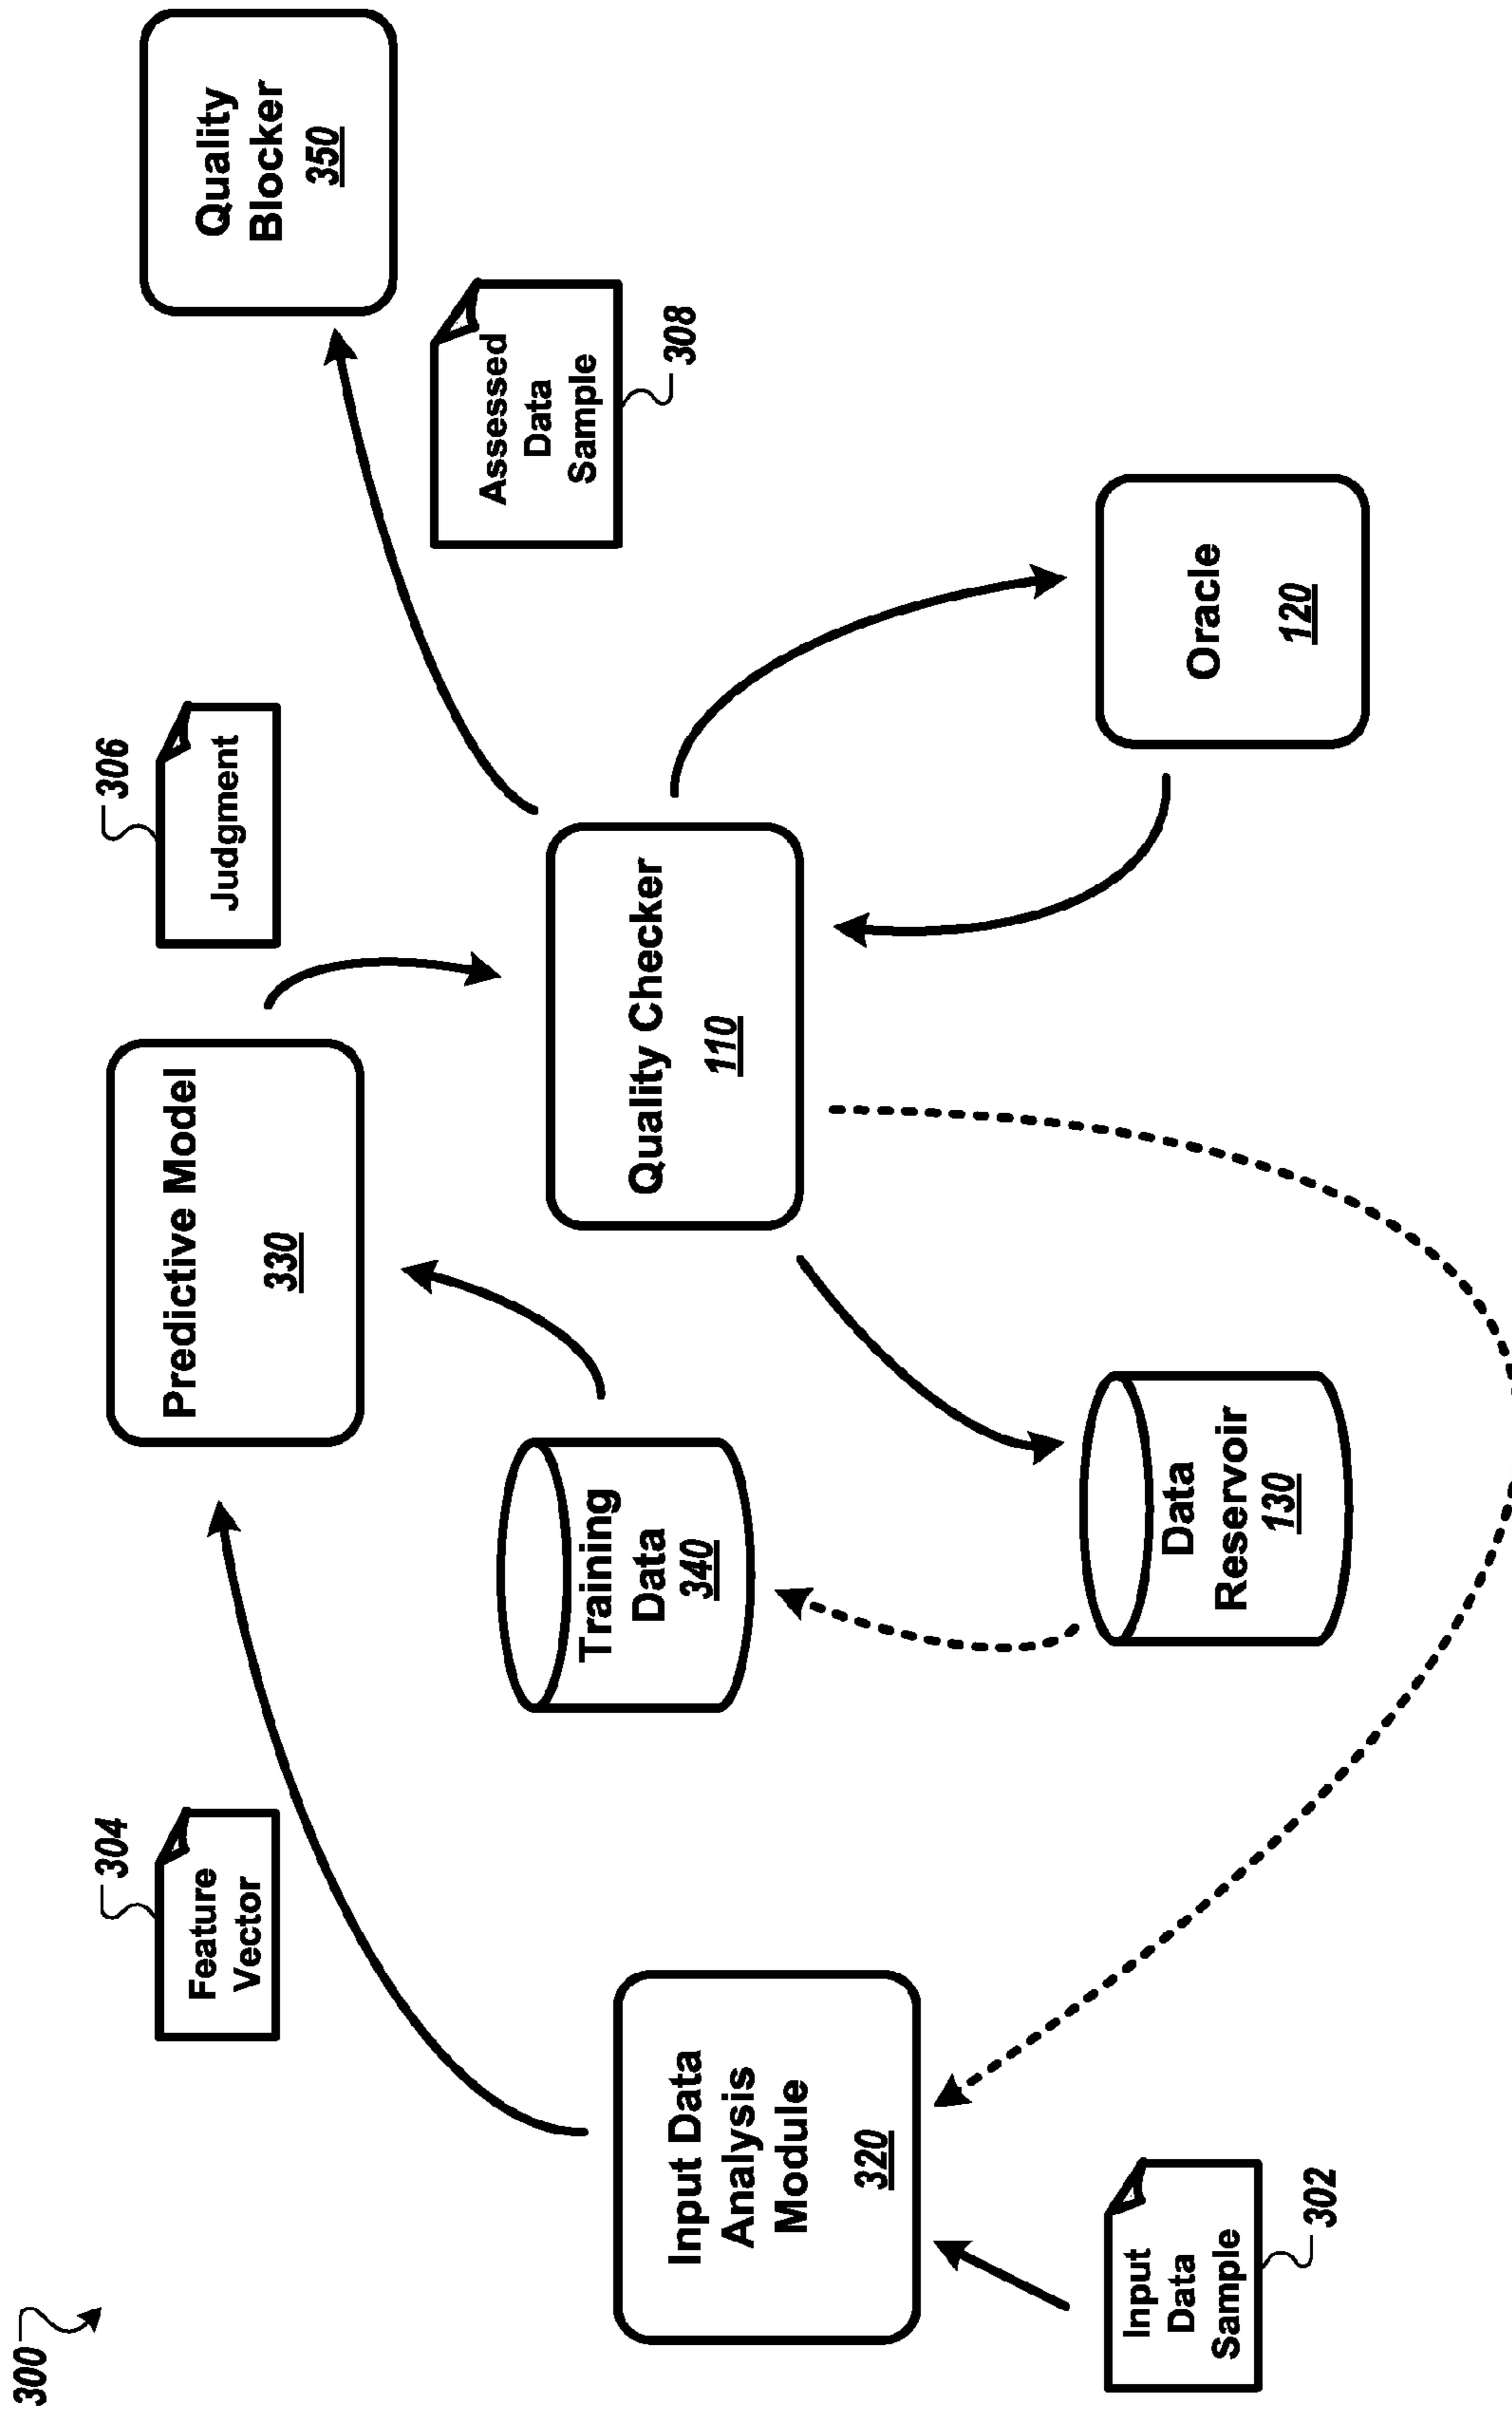 300
304
Feature
Vector
Predictive Model
330
306
Judgment
Quality
Blocker
350
Input Data
Analysis
Module
320
Training
Data
340
Quality Checker
110
Assessed
Data
Sample
308
Input
Data
Sample
302
Data
Reservoir
130
Oracle
120